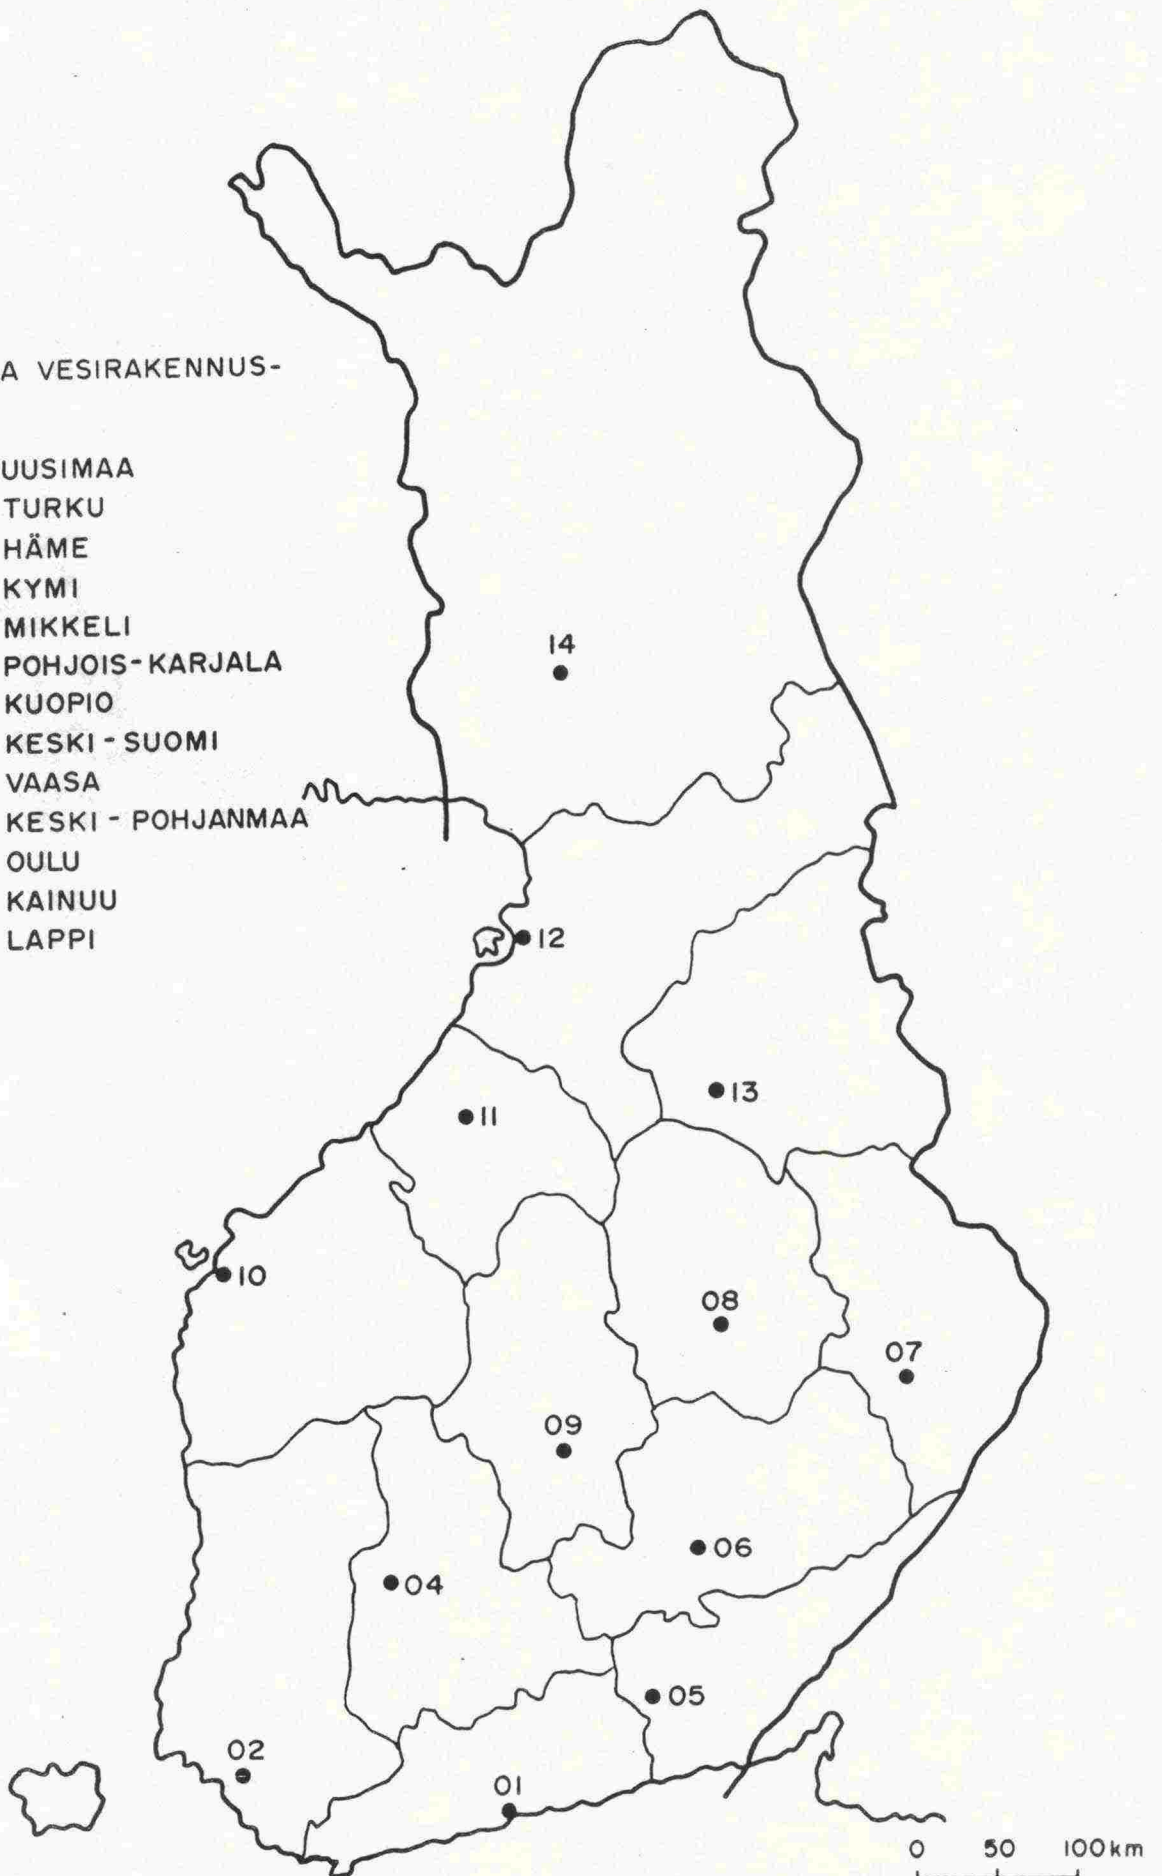 A VESIRAKENNUS-
UUSIMAA
TURKU
HÄME
KYMI
MIKKELI
POHJOIS-KARJALA
KUOPIO
KESKI-SUOMI
VAASA
KESKI-POHJANMAA
OULU
KAINUU
LAPPI
14
12
13
11
10
08
07
09
06
04
05
02
01
0 50 100km